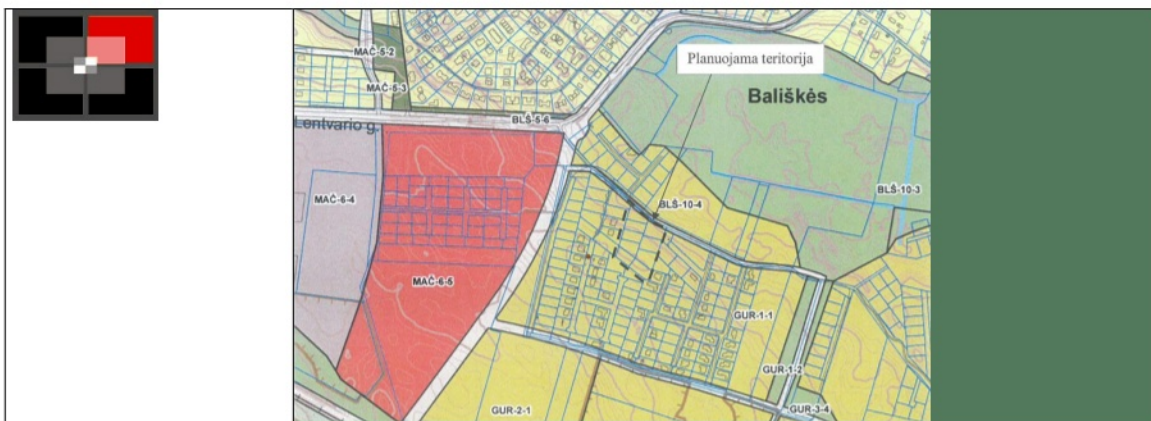 MAČ-5-2
Planuojama teritorija
MAČ-5-3
Bališkės
BLŠ-5-6
Lentvario g.
BLŠ-10-3
MAČ-6-4
BLŠ-10-4
MAČ-6-5
GUR-1-1
GUR-1-2
GUR-2-1
GUR-3-4